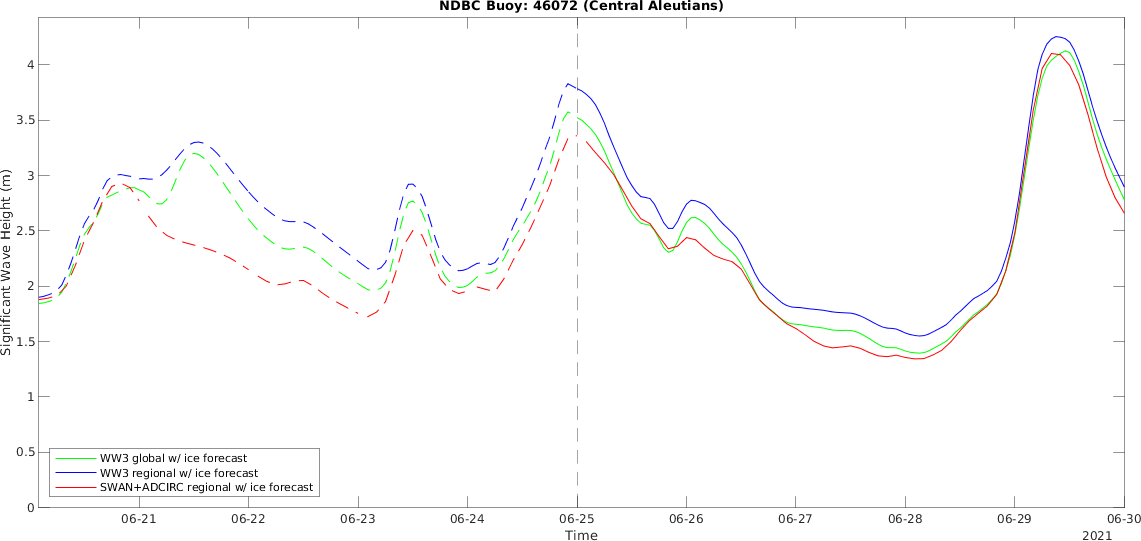 NDBC Buoy: 46072 (Central Aleutians)
Significant Wave Height (m)
4
3.5
3
2.5
2
1.5
1
0.5
0
WW3 global w/ ice forecast
WW3 regional w/ ice forecast
SWAN+ADCIRC regional w/ ice forecast
06-21 06-22 06-23 06-24 06-25 06-26 06-27 06-28 06-29 06-30
Time
2021